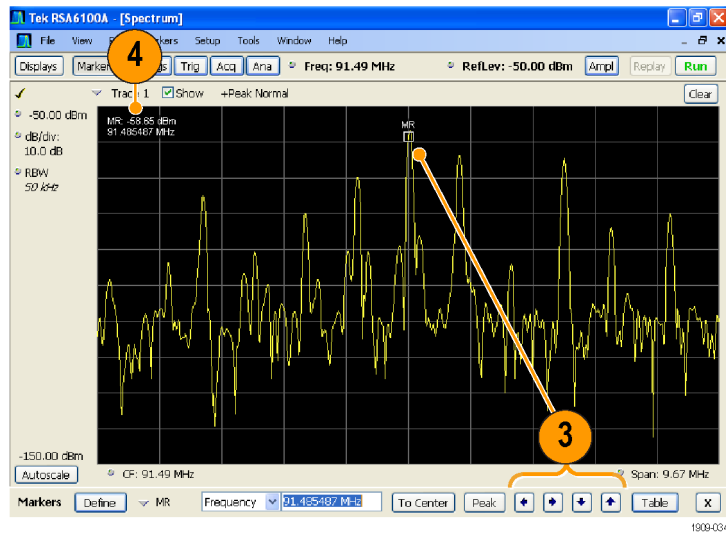 Tek RSA6100A - [Spectrum]
File View Markers Setup Tools Window Help
4
Displays Trig Acq Ana Freq: 91.49 MHz RefLev: -50.00 dBm Ampl Replay Run
Trace 1 Show +Peak Normal Clear
-50.00 dBm
MR: -58.65 dBm
91.485487 MHz
MR
dB/div:
10.0 dB
RBW
50 kHz
3
-150.00 dBm
Autoscale CF: 91.49 MHz Span: 9.67 MHz
Markers Define MR Frequency 91.485487 MHz To Center Peak Table X
1909-034